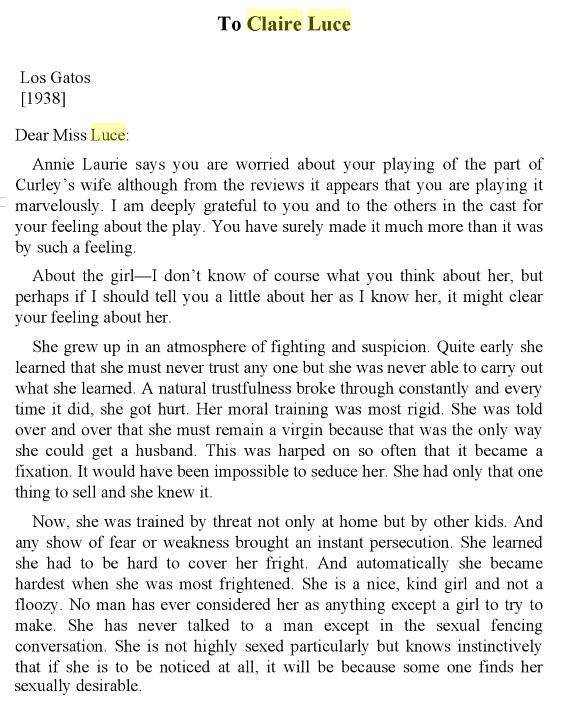 To Claire Luce
Los Gatos
[1938]
Dear Miss Luce:
Annie Laurie says you are worried about your playing of the part of
Curley’s wife although from the reviews it appears that you are playing it
marvelously. I am deeply grateful to you and to the others in the cast for
your feeling about the play. You have surely made it much more than it was
by such a feeling.
About the girl—I don’t know of course what you think about her, but
perhaps if I should tell you a little about her as I know her, it might clear
your feeling about her.
She grew up in an atmosphere of fighting and suspicion. Quite early she
learned that she must never trust any one but she was never able to carry out
what she learned. A natural trustfulness broke through constantly and every
time it did, she got hurt. Her moral training was most rigid. She was told
over and over that she must remain a virgin because that was the only way
she could get a husband. This was harped on so often that it became a
fixation. It would have been impossible to seduce her. She had only that one
thing to sell and she knew it.
Now, she was trained by threat not only at home but by other kids. And
any show of fear or weakness brought an instant persecution. She learned
she had to be hard to cover her fright. And automatically she became
hardest when she was most frightened. She is a nice, kind girl and not a
floozy. No man has ever considered her as anything except a girl to try to
make. She has never talked to a man except in the sexual fencing
conversation. She is not highly sexed particularly but knows instinctively
that if she is to be noticed at all, it will be because some one finds her
sexually desirable.